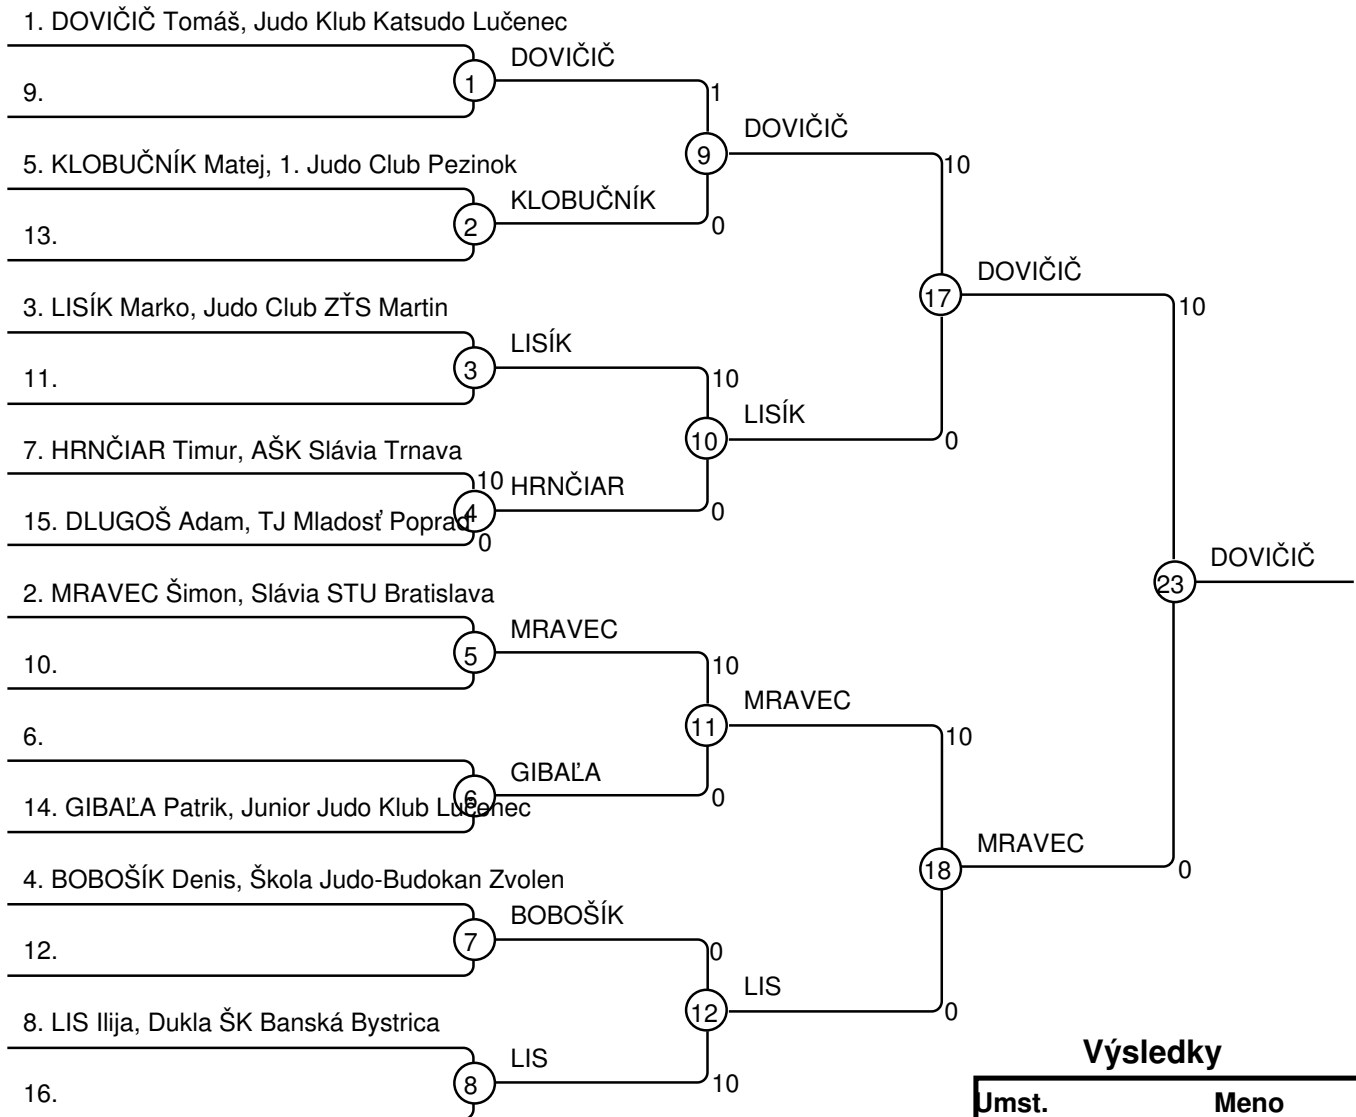 1. DOVIČIČ Tomáš, Judo Klub Katsudo Lučenec
DOVIČIČ
1
1
9.
DOVIČIČ
9
10
5. KLOBUČNÍK Matej, 1. Judo Club Pezinok
KLOBUČNÍK
2
0
13.
DOVIČIČ
17
10
3. LISÍK Marko, Judo Club ZŤS Martin
LISÍK
3
10
11.
LISÍK
10
0
7. HRNČIAR Timur, AŠK Slávia Trnava
10
HRNČIAR
4
0
15. DLUGOŠ Adam, TJ Mladosť Poprad
0
DOVIČIČ
23
2. MRAVEC Šimon, Slávia STU Bratislava
MRAVEC
5
10
10.
MRAVEC
11
10
6.
GIBAĽA
6
0
14. GIBAĽA Patrik, Junior Judo Klub Lučenec
MRAVEC
18
0
4. BOBOŠÍK Denis, Škola Judo-Budokan Zvolen
BOBOŠÍK
7
0
12.
LIS
12
0
8. LIS Ilija, Dukla ŠK Banská Bystrica
LIS
8
10
16.
Výsledky
Umst. Meno